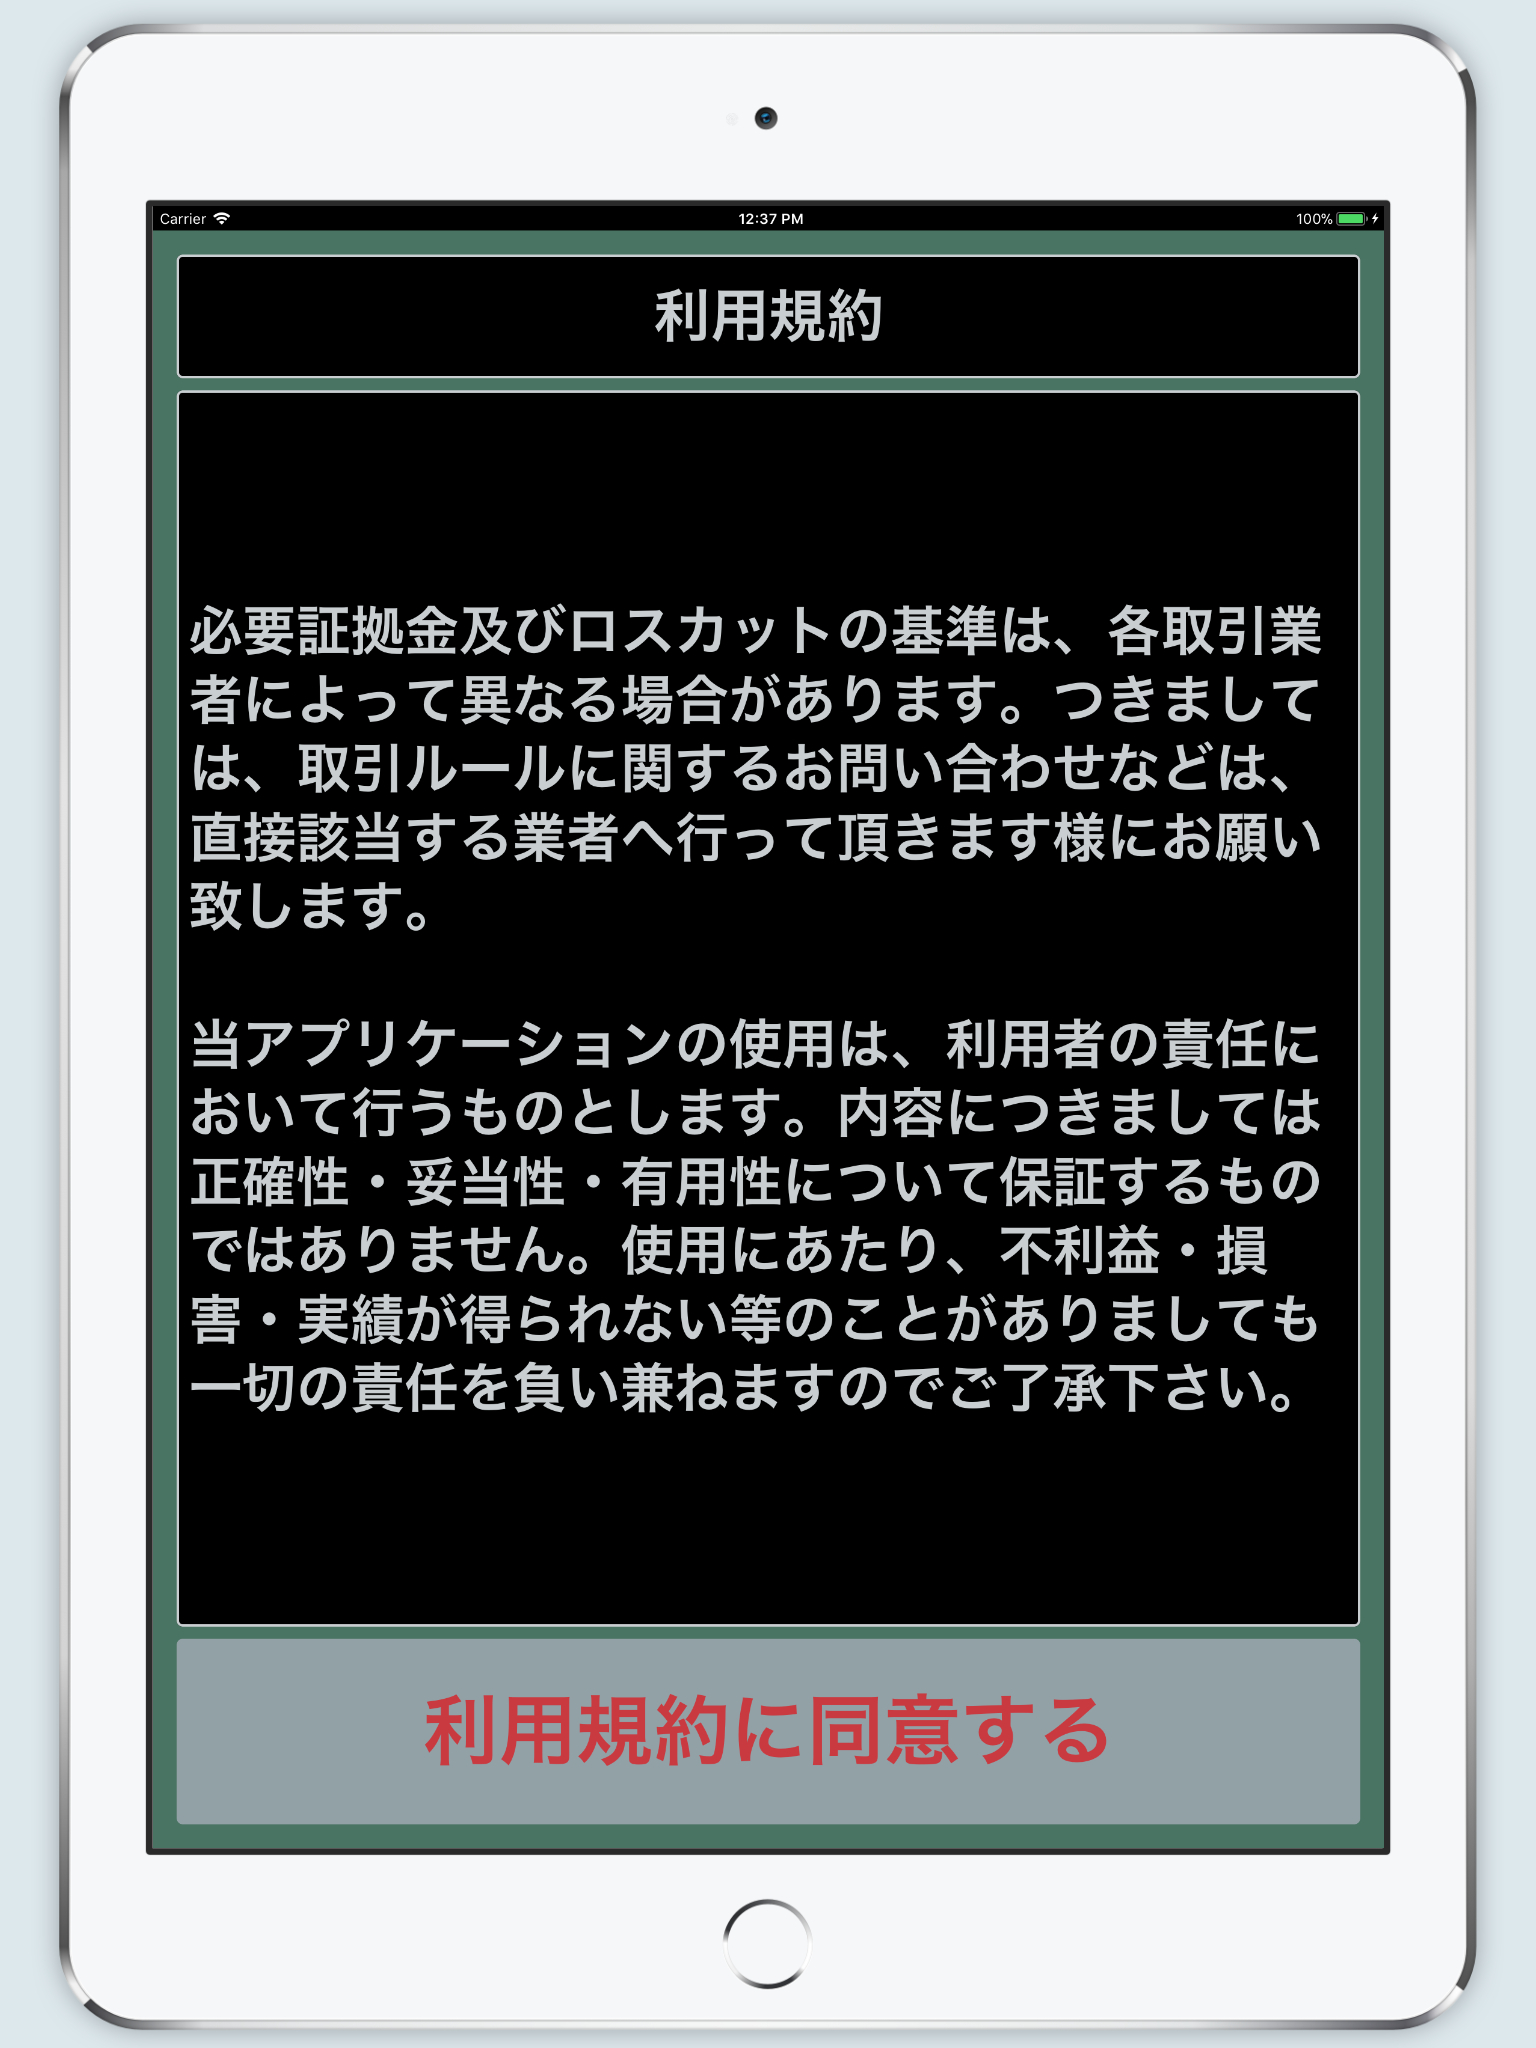 Carrier 12:37 PM 100%
利用規約
必要証拠金及びロスカットの基準は、各取引業
者によって異なる場合があります。つきまして
は、取引ルールに関するお問い合わせなどは、
直接該当する業者へ行って頂きます様にお願い
致します。
当アプリケーションの使用は、利用者の責任に
おいて行うものとします。内容につきましては
正確性・妥当性・有用性について保証するもの
ではありません。使用にあたり、不利益・損
害・実績が得られない等のことがありましても
一切の責任を負い兼ねますのでご了承下さい。
利用規約に同意する